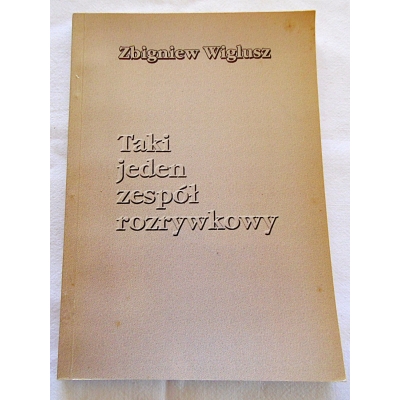 Zbigniew Wiglusz
Taki
jeden
zespół
rozrywkowy